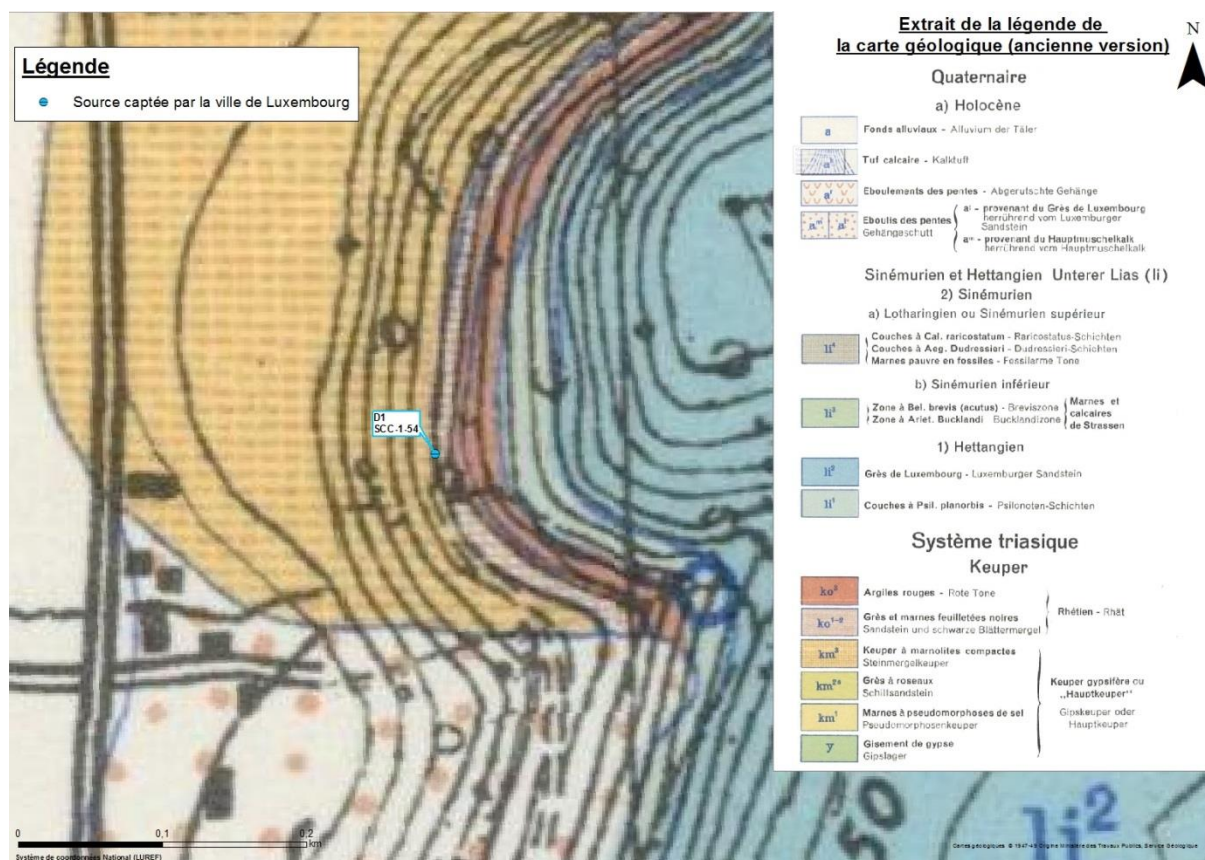 Légende
Source captée par la ville de Luxembourg
D1
SCC-1-54
0 0,1 0,2
km
Système de coordonnées National (LUREF)
Extrait de la légende de
la carte géologique (ancienne version)
N
Quaternaire
a) Holocène
a Fonds alluviaux - Alluvium der Täler
Tuf calcaire - Kalktuff
Eboulements des pentes - Abgerutschte Gehänge
Eboulis des pentes
Gehängeschutt
provenant du Grès de Luxembourg
herrührend vom Luxemburger
Sandstein
provenant du Hauptmuschelkalk
herrührend vom Hauptmuschelkalk
Sinémurien et Hettangien Unterer Lias (li)
2) Sinémurien
a) Lotharingien ou Sinémurien supérieur
li⁴
Couches à Cal. raricostatum - Raricostatus-Schichten
Couches à Aeg. Dudressieri - Dudressieri-Schichten
Marnes pauvre en fossiles - Fossilarme Tone
b) Sinémurien inférieur
li³
Zone à Bel. brevis (acutus) - Breviszone
Zone à Ariet. Bucklandi Bucklandizone
Marnes et
calcaires
de Strassen
1) Hettangien
li² Grès de Luxembourg - Luxemburger Sandstein
li¹ Couches à Psil. planorbis - Psilonoten-Schichten
Système triasique
Keuper
ko² Argiles rouges - Rote Tone
Grès et marnes feuilletées noires
Sandstein und schwarze Blättermergel
Rhétien - Rhät
km³ Keuper à marnolites compactes
Steinmergelkeuper
Grès à roseaux
Schilfsandstein
km¹ Marnes à pseudomorphoses de sel
Pseudomorphosenkeuper
y Gisement de gypse
Gipslager
Keuper gypsifère ou
„Hauptkeuper"
Gipskeuper oder
Hauptkeuper
50
li²